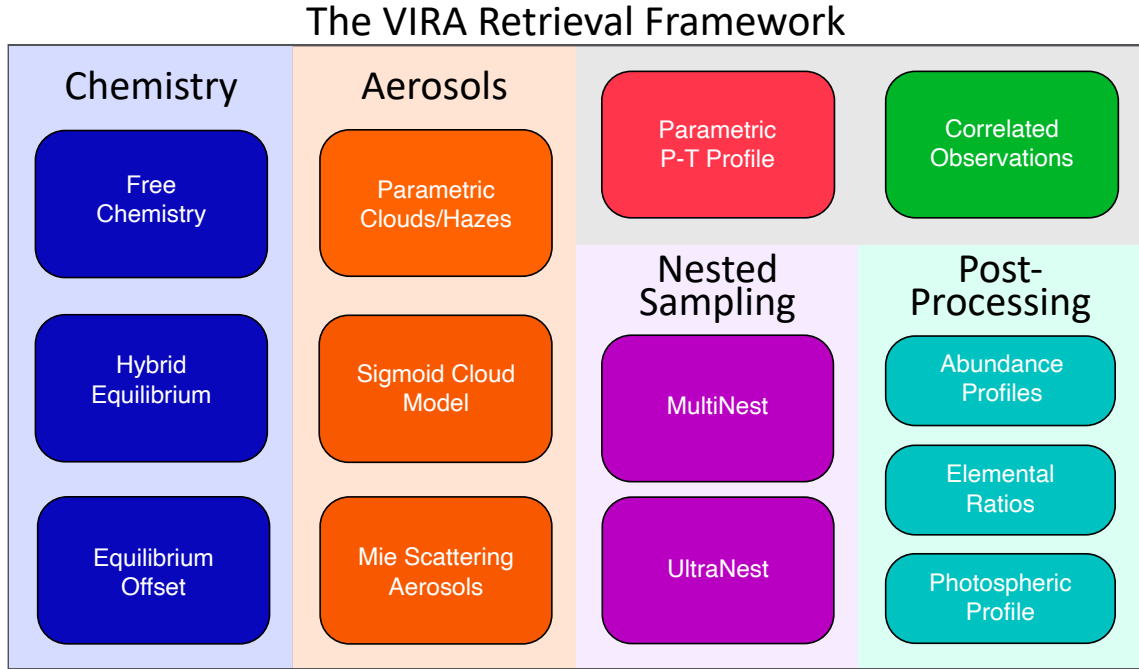 The VIRA Retrieval Framework
Chemistry
Free
Chemistry
Hybrid
Equilibrium
Equilibrium
Offset
Aerosols
Parametric
Clouds/Hazes
Sigmoid Cloud
Model
Mie Scattering
Aerosols
Parametric
P-T Profile
Correlated
Observations
Nested
Sampling
MultiNest
UltraNest
Post-
Processing
Abundance
Profiles
Elemental
Ratios
Photospheric
Profile